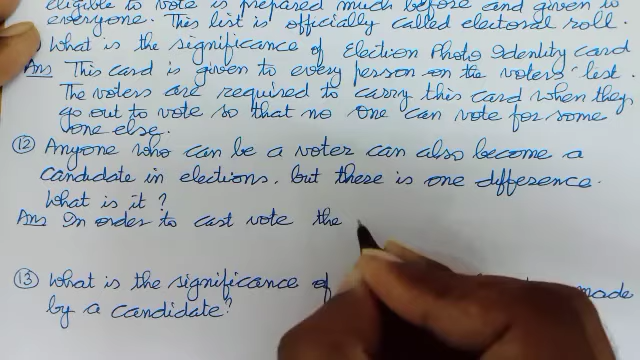 eligible to vote is prepared much before and given to
everyone. This list is officially called electoral roll.
What is the significance of Election Photo Identity card
Ans This card is given to every person on the voters' list.
The voters are required to carry this card when they
go out to vote so that no one can vote for some
one else.
⑫ Anyone who can be a voter can also become a
candidate in elections, but there is one difference.
What is it ?
Ans In order to cast vote the
⑬ What is the significance of made
by a candidate?